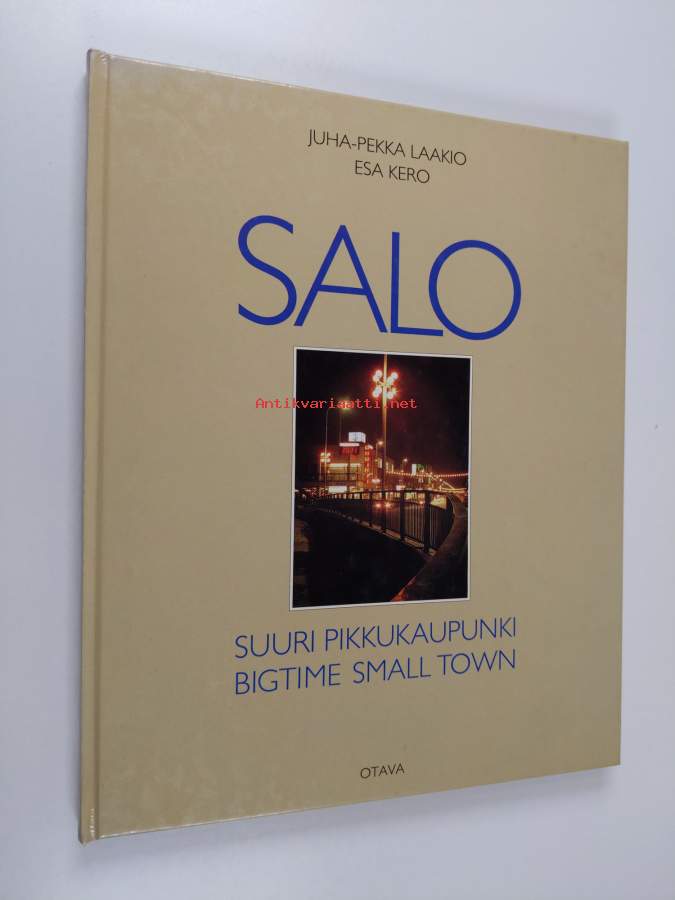 JUHA-PEKKA LAAKIO
ESA KERO
SALO
Antikvariaatti.net
SUURI PIKKUKAUPUNKI
BIGTIME SMALL TOWN
OTAVA